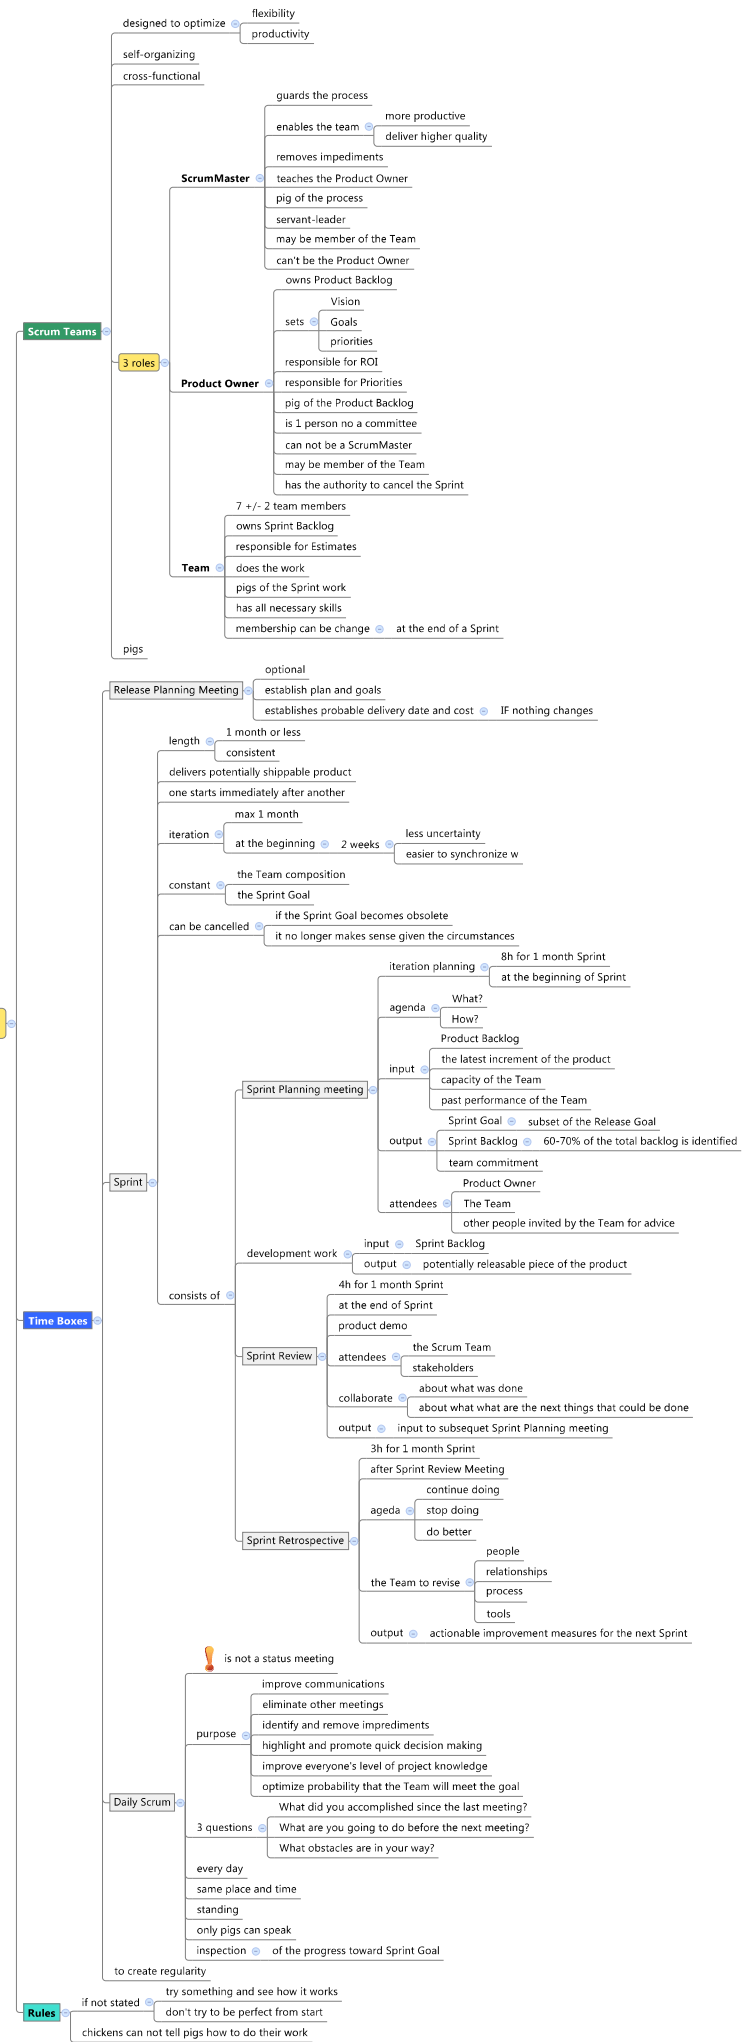 designed to optimize
flexibility
productivity
self-organizing
cross-functional
guards the process
enables the team
more productive
deliver higher quality
removes impediments
ScrumMaster
teaches the Product Owner
pig of the process
servant-leader
may be member of the Team
can't be the Product Owner
owns Product Backlog
sets
Vision
Goals
priorities
Scrum Teams
3 roles
responsible for ROI
Product Owner
responsible for Priorities
pig of the Product Backlog
is 1 person no a committee
can not be a ScrumMaster
may be member of the Team
has the authority to cancel the Sprint
7 +/- 2 team members
owns Sprint Backlog
responsible for Estimates
Team
does the work
pigs of the Sprint work
has all necessary skills
membership can be change
at the end of a Sprint
pigs
Release Planning Meeting
optional
establish plan and goals
establishes probable delivery date and cost
IF nothing changes
length
1 month or less
consistent
delivers potentially shippable product
one starts immediately after another
iteration
max 1 month
at the beginning
2 weeks
less uncertainty
easier to synchronize w
constant
the Team composition
the Sprint Goal
can be cancelled
if the Sprint Goal becomes obsolete
it no longer makes sense given the circumstances
iteration planning
8h for 1 month Sprint
at the beginning of Sprint
agenda
What?
How?
Sprint Planning meeting
input
Product Backlog
the latest increment of the product
capacity of the Team
past performance of the Team
output
Sprint Goal
subset of the Release Goal
Sprint Backlog
60-70% of the total backlog is identified
team commitment
Sprint
attendees
Product Owner
The Team
other people invited by the Team for advice
consists of
development work
input
Sprint Backlog
output
potentially releasable piece of the product
Time Boxes
Sprint Review
4h for 1 month Sprint
at the end of Sprint
product demo
attendees
the Scrum Team
stakeholders
collaborate
about what was done
about what what are the next things that could be done
output
input to subsequet Sprint Planning meeting
Sprint Retrospective
3h for 1 month Sprint
after Sprint Review Meeting
ageda
continue doing
stop doing
do better
the Team to revise
people
relationships
process
tools
output
actionable improvement measures for the next Sprint
is not a status meeting
purpose
improve communications
eliminate other meetings
identify and remove imprediments
highlight and promote quick decision making
improve everyone's level of project knowledge
optimize probability that the Team will meet the goal
Daily Scrum
3 questions
What did you accomplished since the last meeting?
What are you going to do before the next meeting?
What obstacles are in your way?
every day
same place and time
standing
only pigs can speak
inspection
of the progress toward Sprint Goal
to create regularity
Rules
if not stated
try something and see how it works
don't try to be perfect from start
chickens can not tell pigs how to do their work